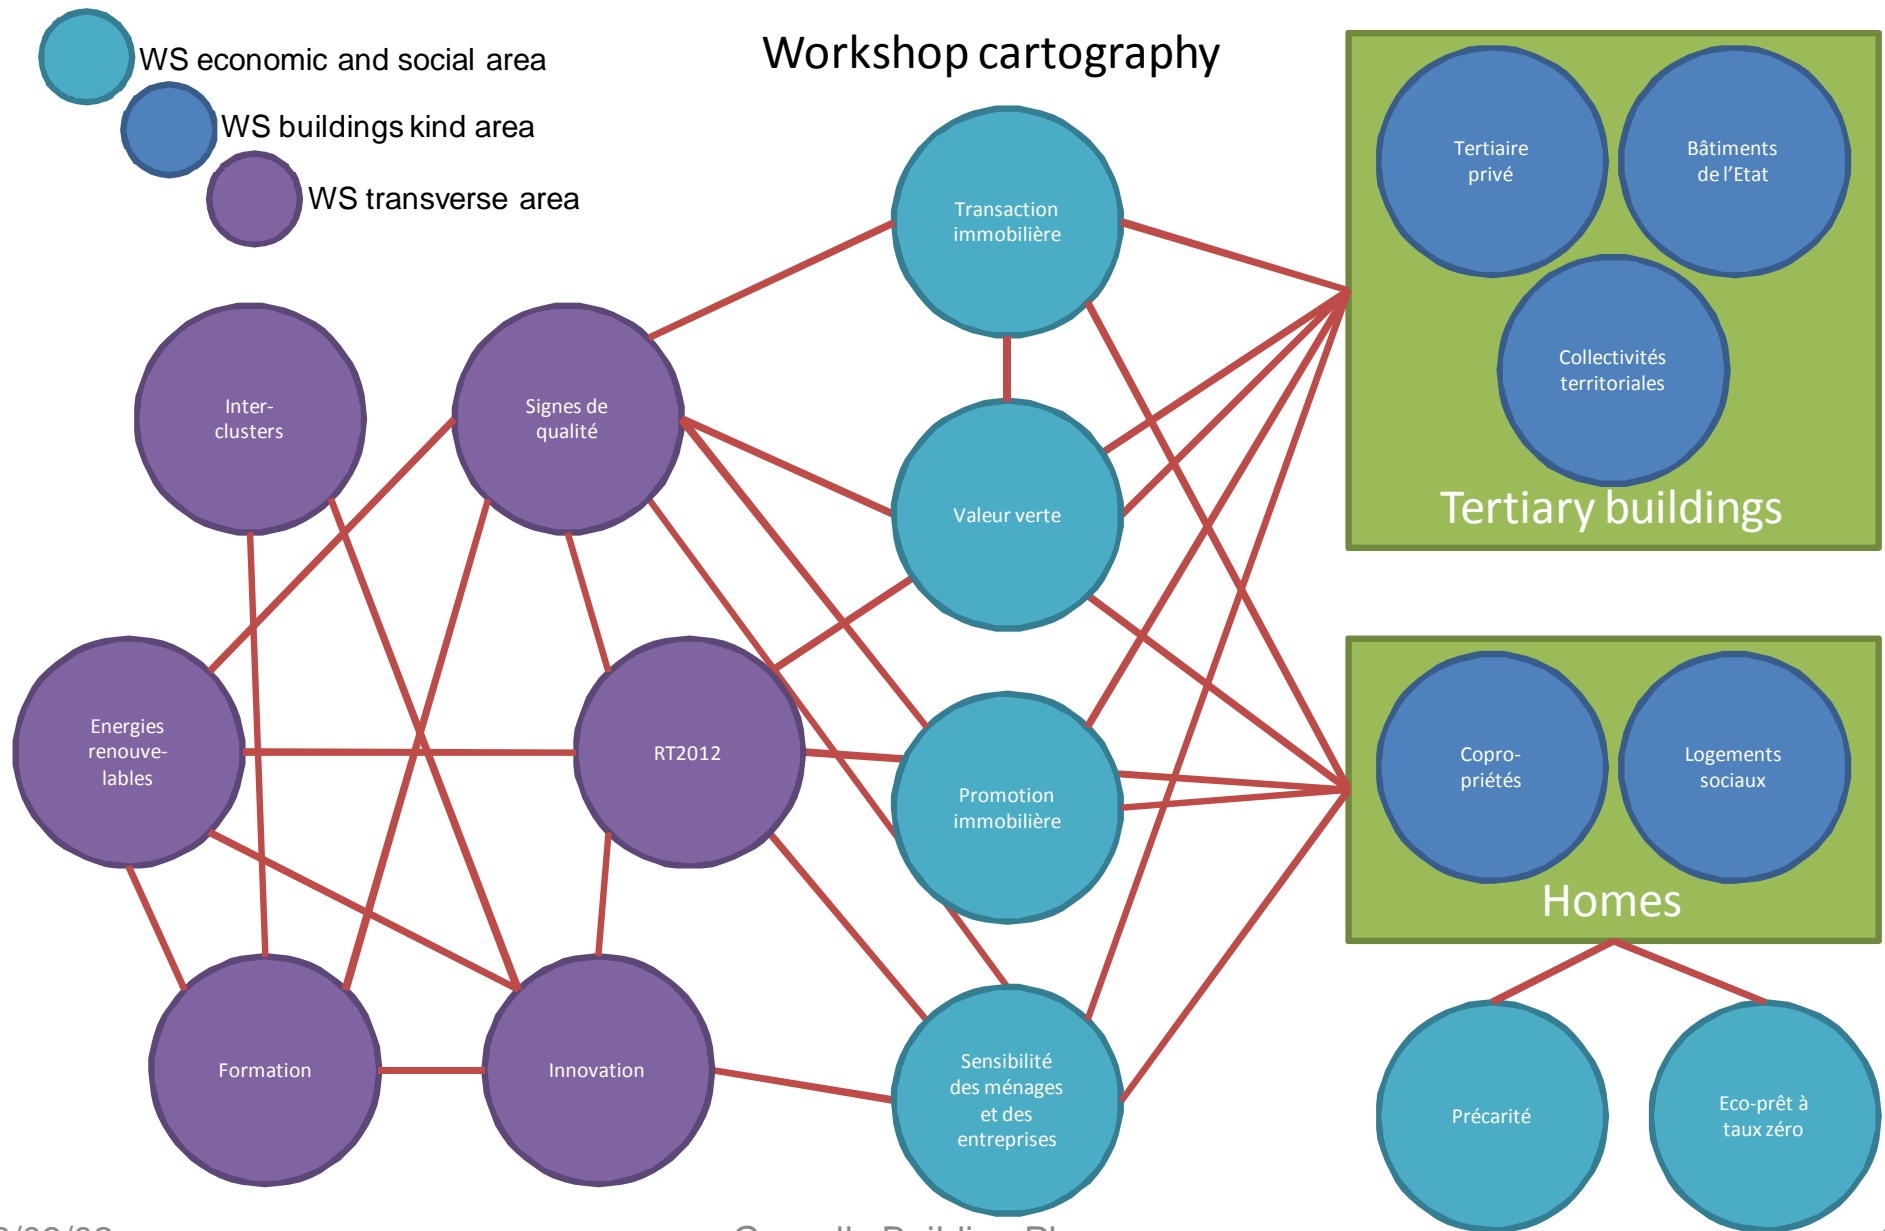 Workshop cartography
WS economic and social area
WS buildings kind area
WS transverse area
Tertiaire
privé
Bâtiments
de l'Etat
Collectivités
territoriales
Tertiary buildings
Transaction
immobilière
Inter-
clusters
Signes de
qualité
Valeur verte
Energies
renouve-
lables
RT2012
Promotion
immobilière
Copro-
priétés
Logements
sociaux
Homes
Formation
Innovation
Sensibilité
des ménages
et des
entreprises
Précarité
Eco-prêt à
taux zéro